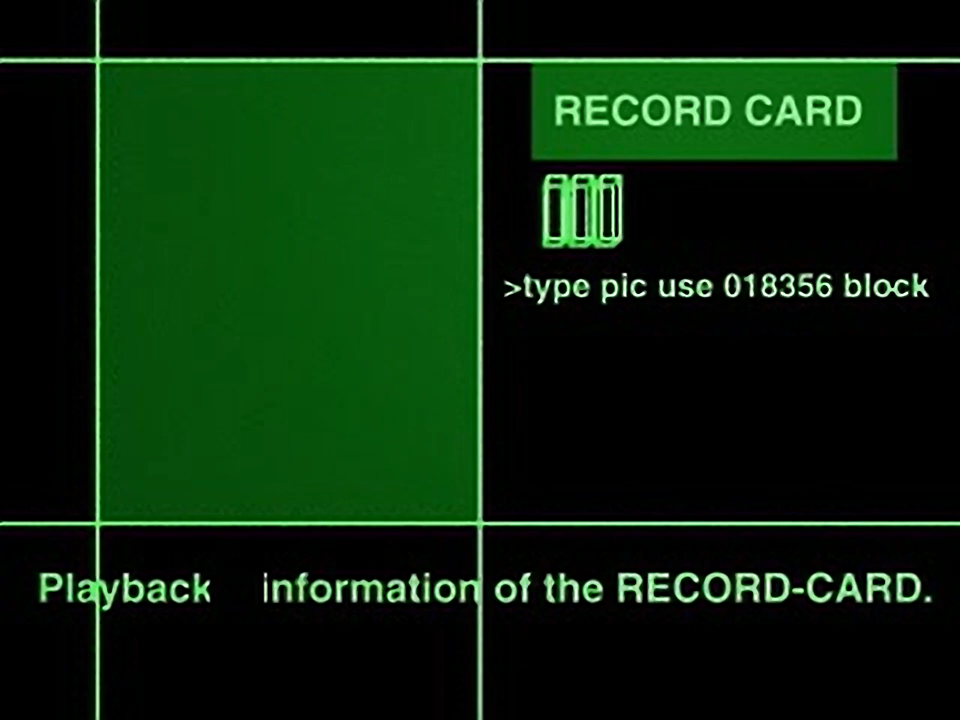 RECORD CARD
>type pic use 018356 block
Playback information of the RECORD-CARD.